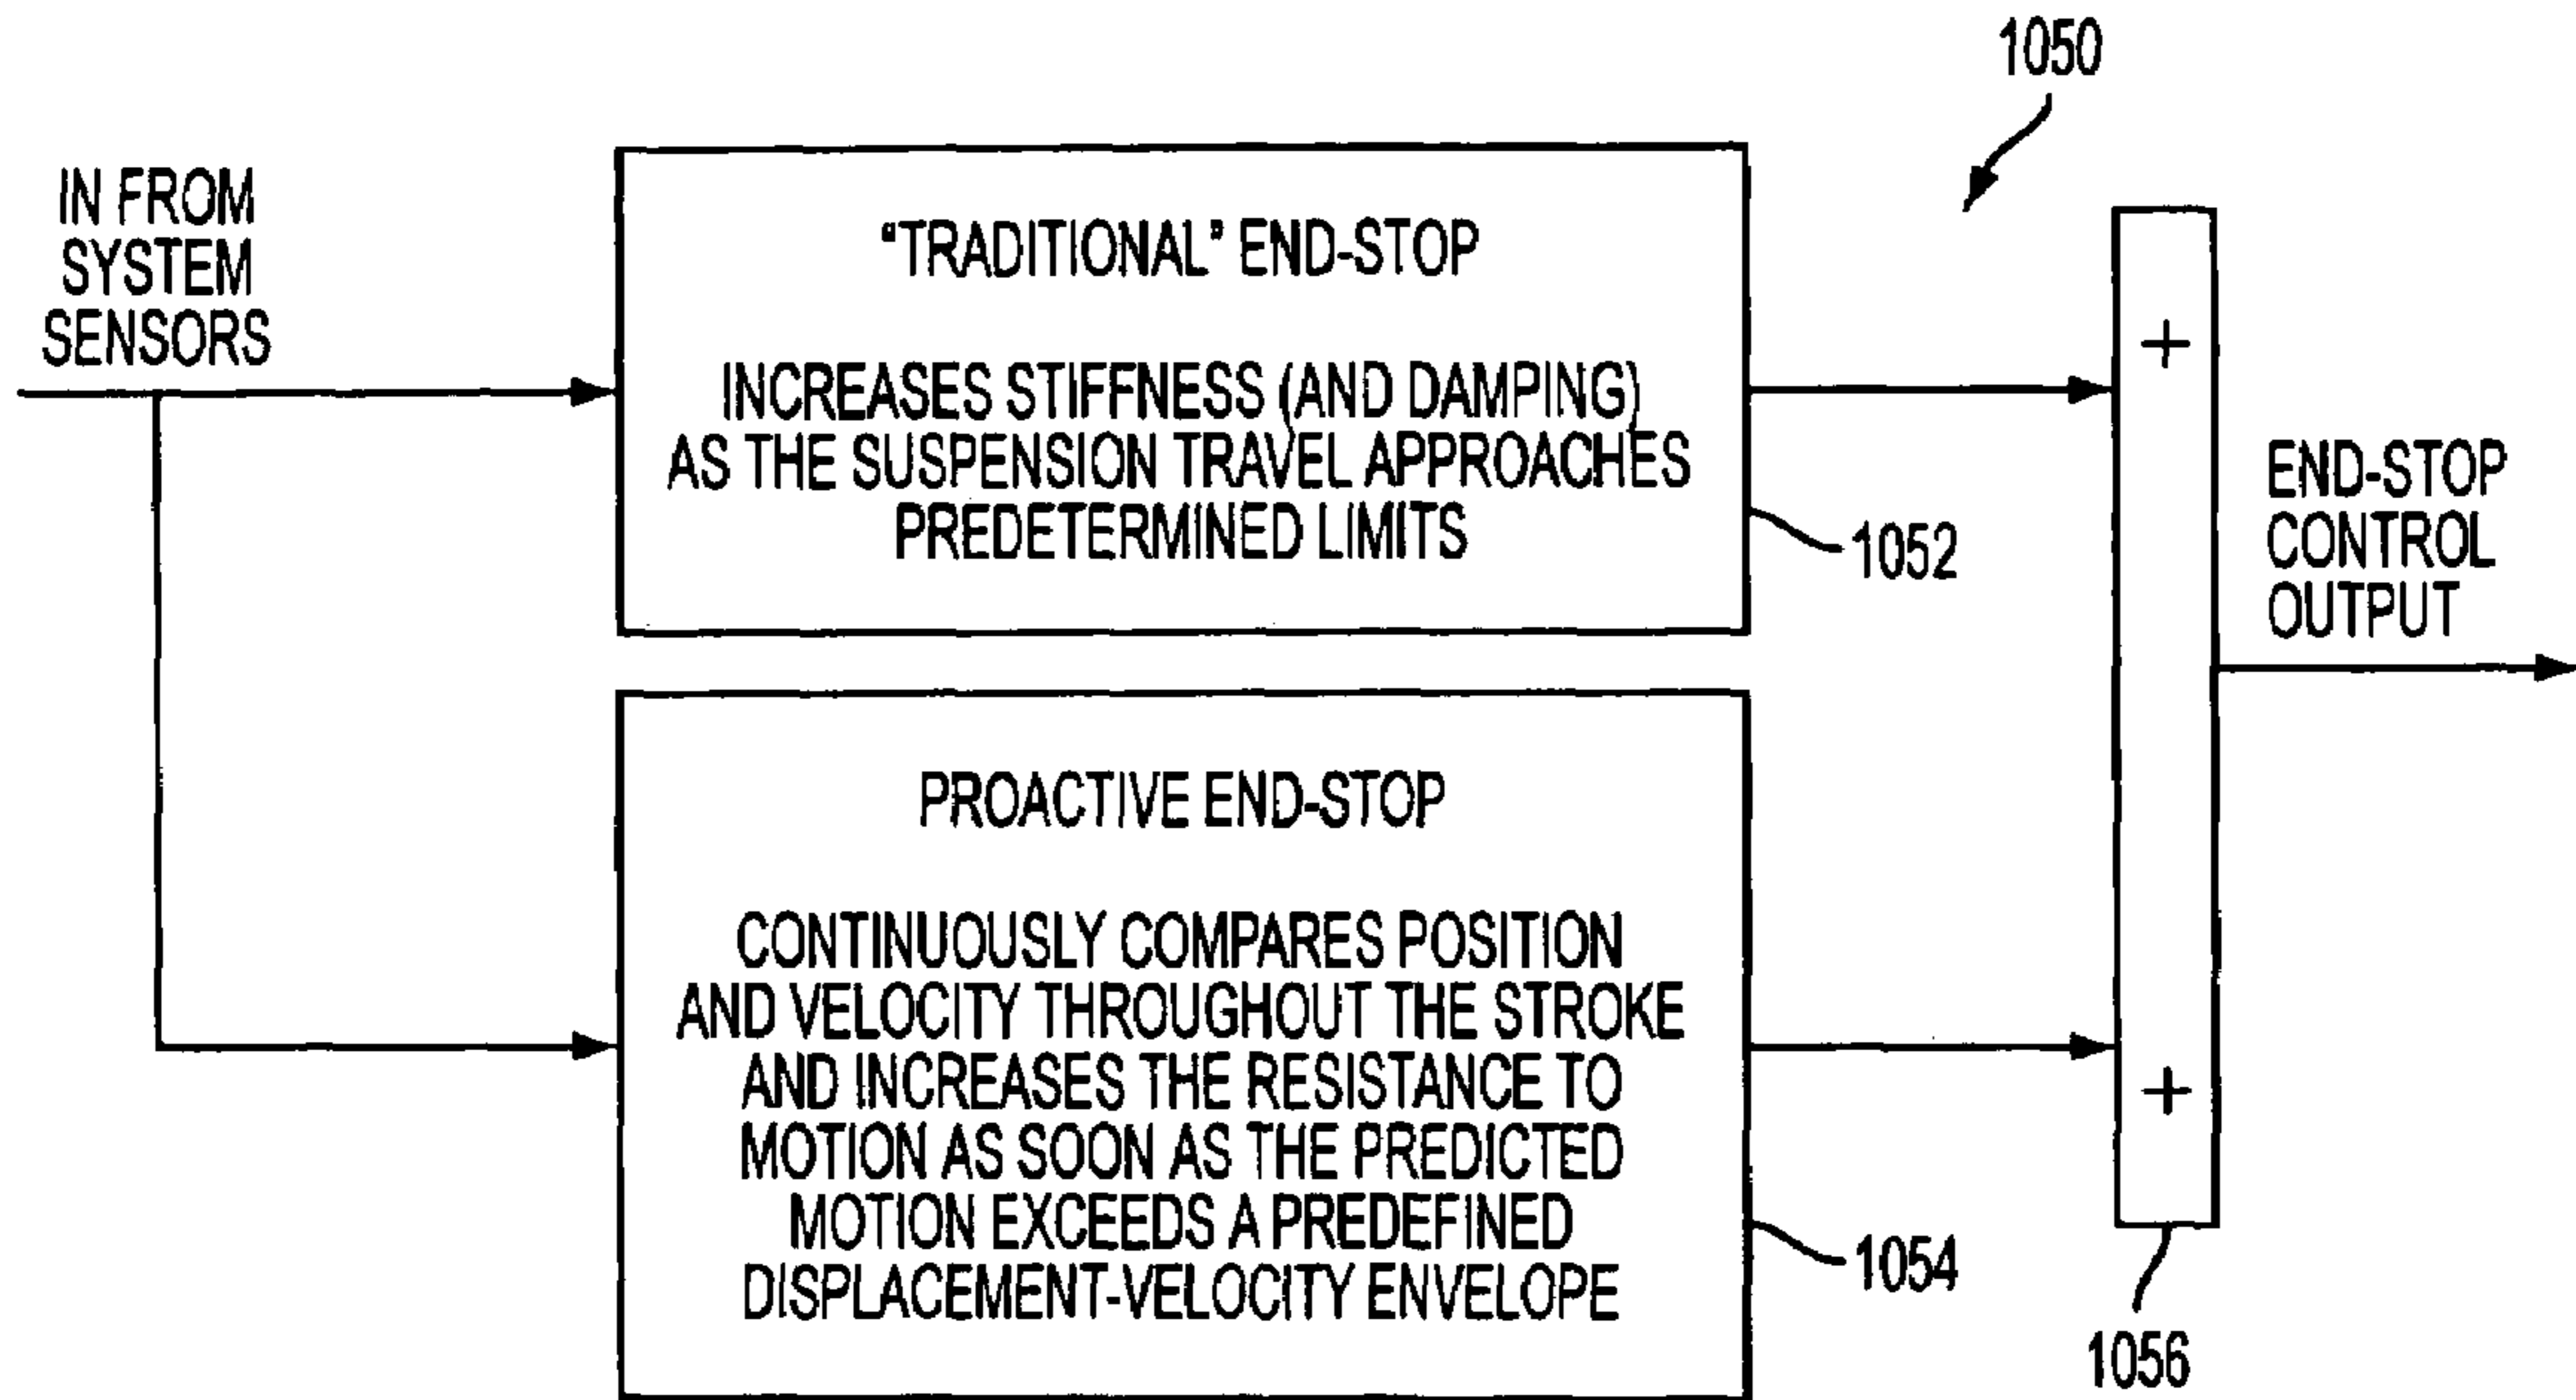 1050
IN FROM
SYSTEM
SENSORS
"TRADITIONAL" END-STOP
INCREASES STIFFNESS (AND DAMPING)
AS THE SUSPENSION TRAVEL APPROACHES
PREDETERMINED LIMITS
1052
+
END-STOP
CONTROL
OUTPUT
PROACTIVE END-STOP
CONTINUOUSLY COMPARES POSITION
AND VELOCITY THROUGHOUT THE STROKE
AND INCREASES THE RESISTANCE TO
MOTION AS SOON AS THE PREDICTED
MOTION EXCEEDS A PREDEFINED
DISPLACEMENT-VELOCITY ENVELOPE
1054
+
1056